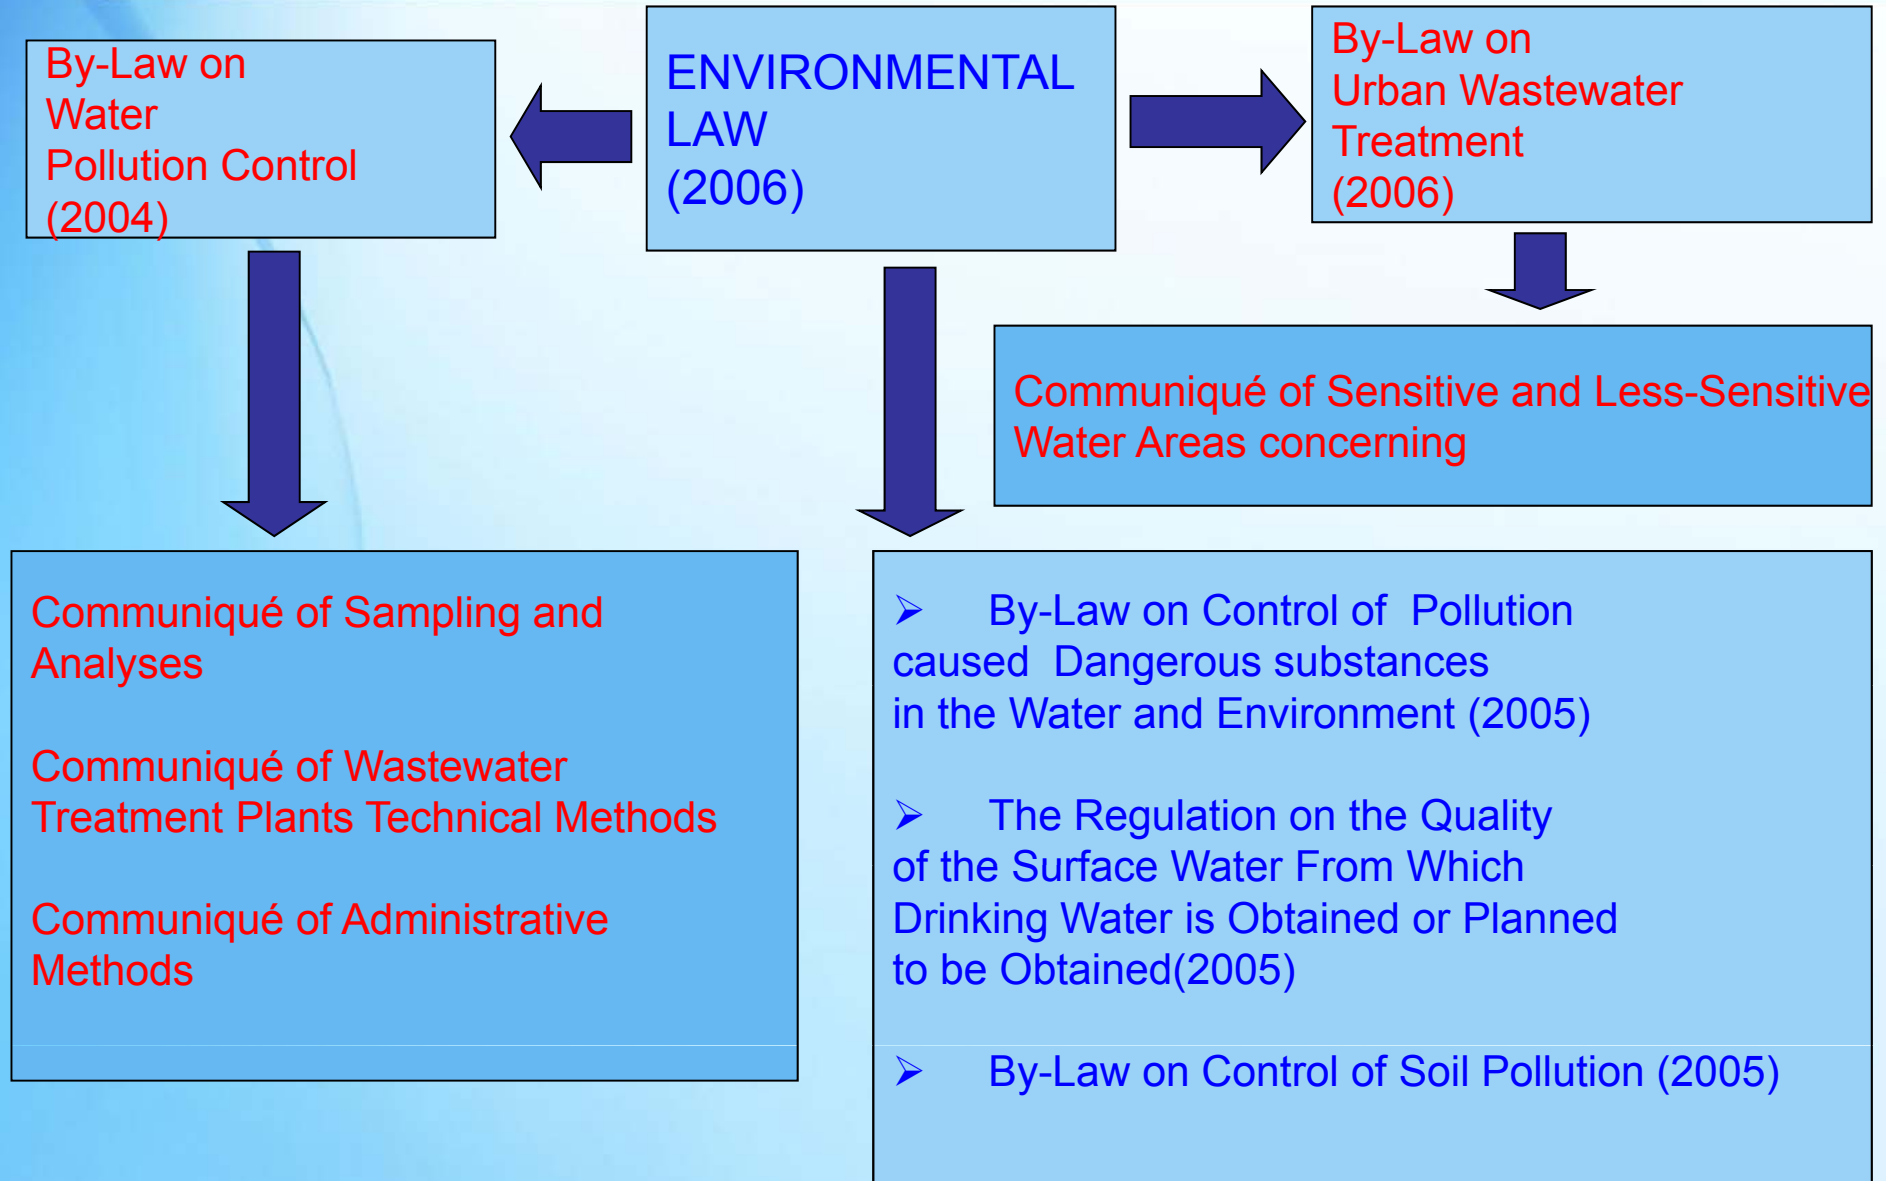 By-Law on
Water
Pollution Control
(2004)
ENVIRONMENTAL
LAW
(2006)
By-Law on
Urban Wastewater
Treatment
(2006)
Communiqué of Sensitive and Less-Sensitive
Water Areas concerning
Communiqué of Sampling and
Analyses
Communiqué of Wastewater
Treatment Plants Technical Methods
Communiqué of Administrative
Methods
➢ By-Law on Control of Pollution
caused Dangerous substances
in the Water and Environment (2005)
➢ The Regulation on the Quality
of the Surface Water From Which
Drinking Water is Obtained or Planned
to be Obtained(2005)
➢ By-Law on Control of Soil Pollution (2005)